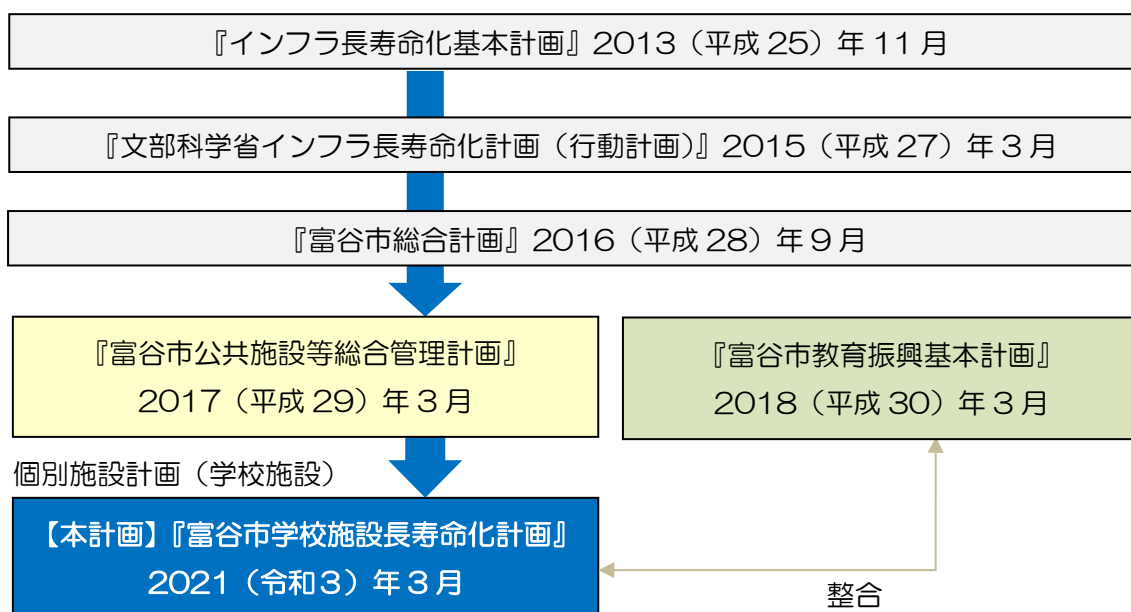 『インフラ長寿命化基本計画』2013（平成 25）年 11 月
『文部科学省インフラ長寿命化計画（行動計画）』2015（平成 27）年３月
『富谷市総合計画』2016（平成 28）年９月
『富谷市公共施設等総合管理計画』
2017（平成 29）年３月
『富谷市教育振興基本計画』
2018（平成 30）年３月
個別施設計画（学校施設）
【本計画】『富谷市学校施設長寿命化計画』
2021（令和３）年３月
整合